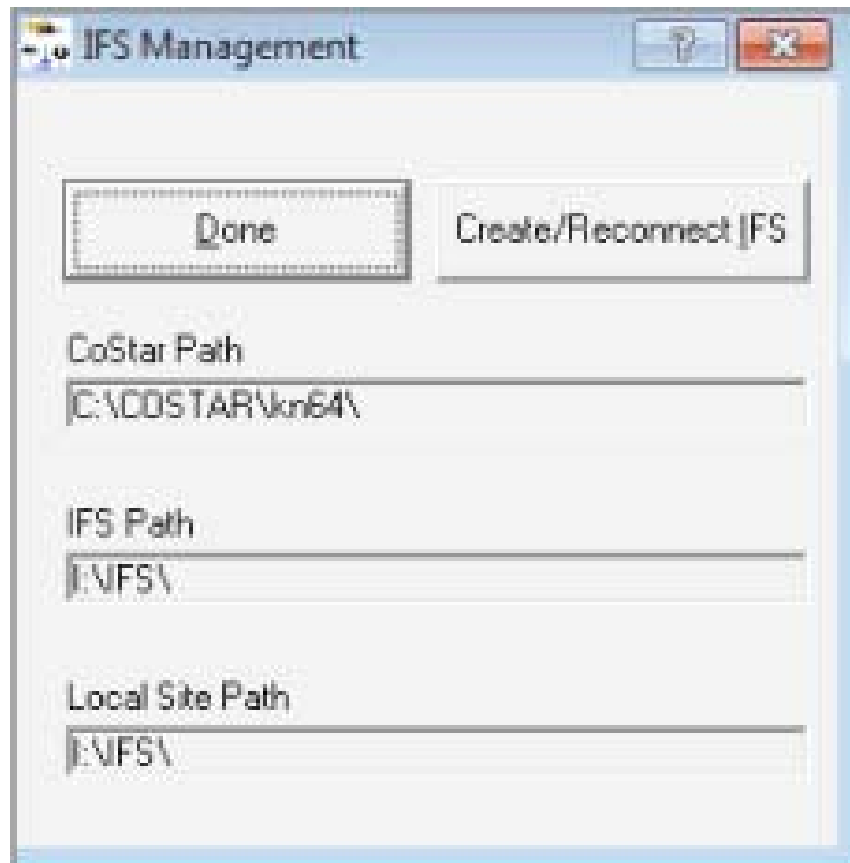 IFS Management
Done
Create/Reconnect IFS
CoStar Path
C:\COSTAR\kn64\
IFS Path
I:\IFS\
Local Site Path
I:\IFS\